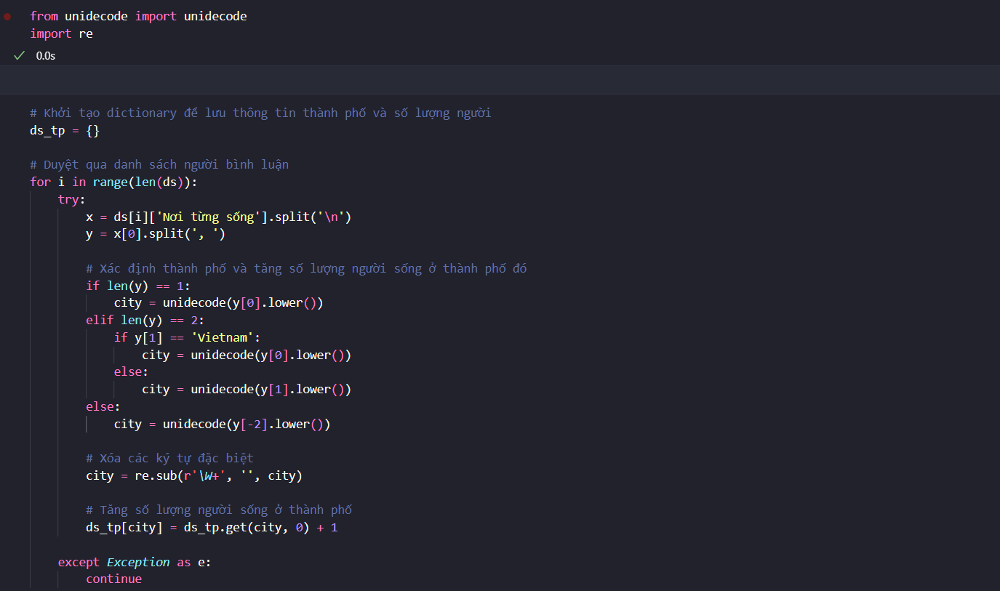 from unidecode import unidecode
import re
0.0s
# Khởi tạo dictionary để lưu thông tin thành phố và số lượng người
ds_tp = {}
# Duyệt qua danh sách người bình luận
for i in range(len(ds)):
    try:
        x = ds[i]['Nơi từng sống'].split('\n')
        y = x[0].split(', ')
        # Xác định thành phố và tăng số lượng người sống ở thành phố đó
        if len(y) == 1:
            city = unidecode(y[0].lower())
        elif len(y) == 2:
            if y[1] == 'Vietnam':
                city = unidecode(y[0].lower())
            else:
                city = unidecode(y[1].lower())
        else:
            city = unidecode(y[-2].lower())
        # Xóa các ký tự đặc biệt
        city = re.sub(r'\W+', '', city)
        # Tăng số lượng người sống ở thành phố
        ds_tp[city] = ds_tp.get(city, 0) + 1
    except Exception as e:
        continue